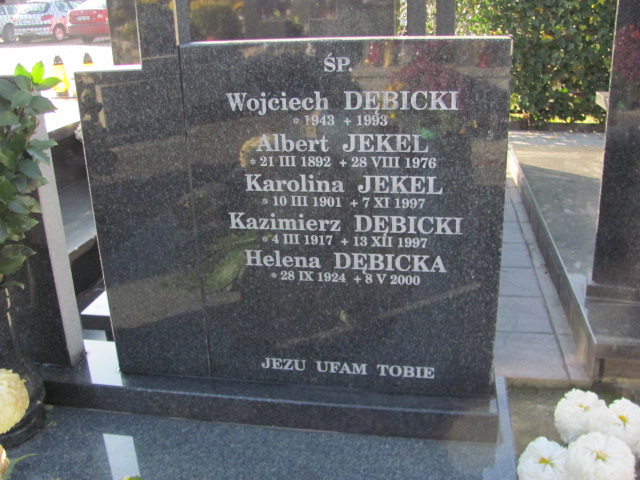 ŚP.
Wojciech DĘBICKI
* 1943 + 1993
Albert JEKEL
* 21 III 1892 + 28 VIII 1976
Karolina JEKEL
* 10 III 1901 + 7 XI 1997
Kazimierz DĘBICKI
* 4 III 1917 + 13 XII 1997
Helena DĘBICKA
* 28 IX 1924 + 8 V 2000
JEZU UFAM TOBIE